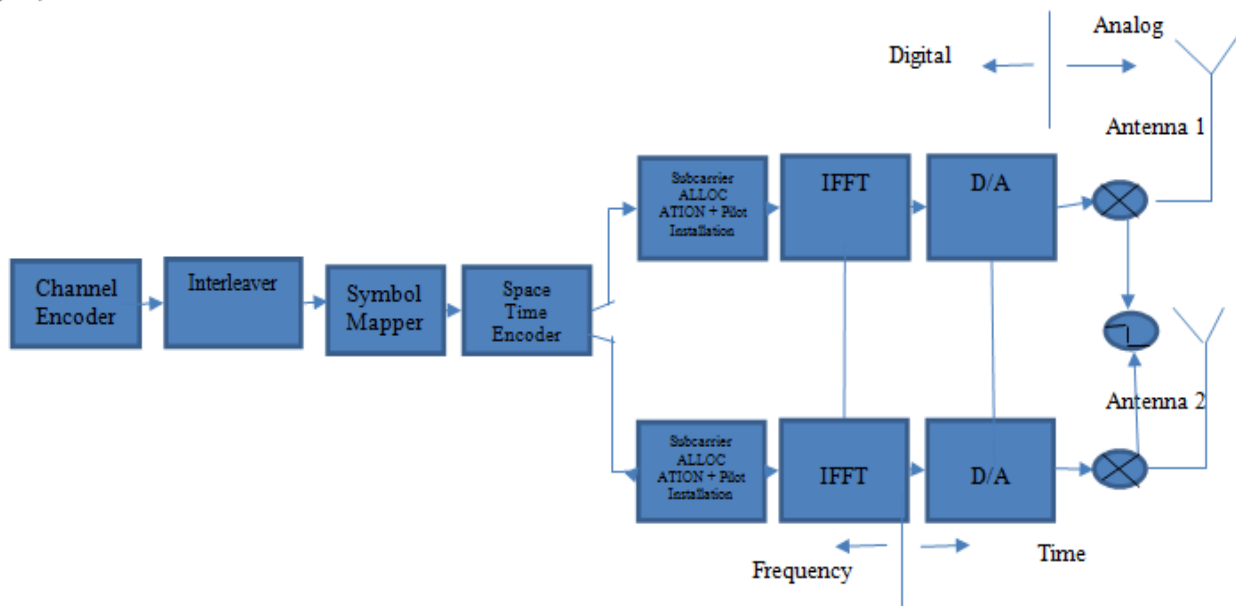 Analog
Digital
Antenna 1
Subcarrier
ALLOC
ATION + Pilot
Installation
IFFT
D/A
Channel
Encoder
Interleaver
Symbol
Mapper
Space
Time
Encoder
Antenna 2
Subcarrier
ALLOC
ATION + Pilot
Installation
IFFT
D/A
Frequency
Time